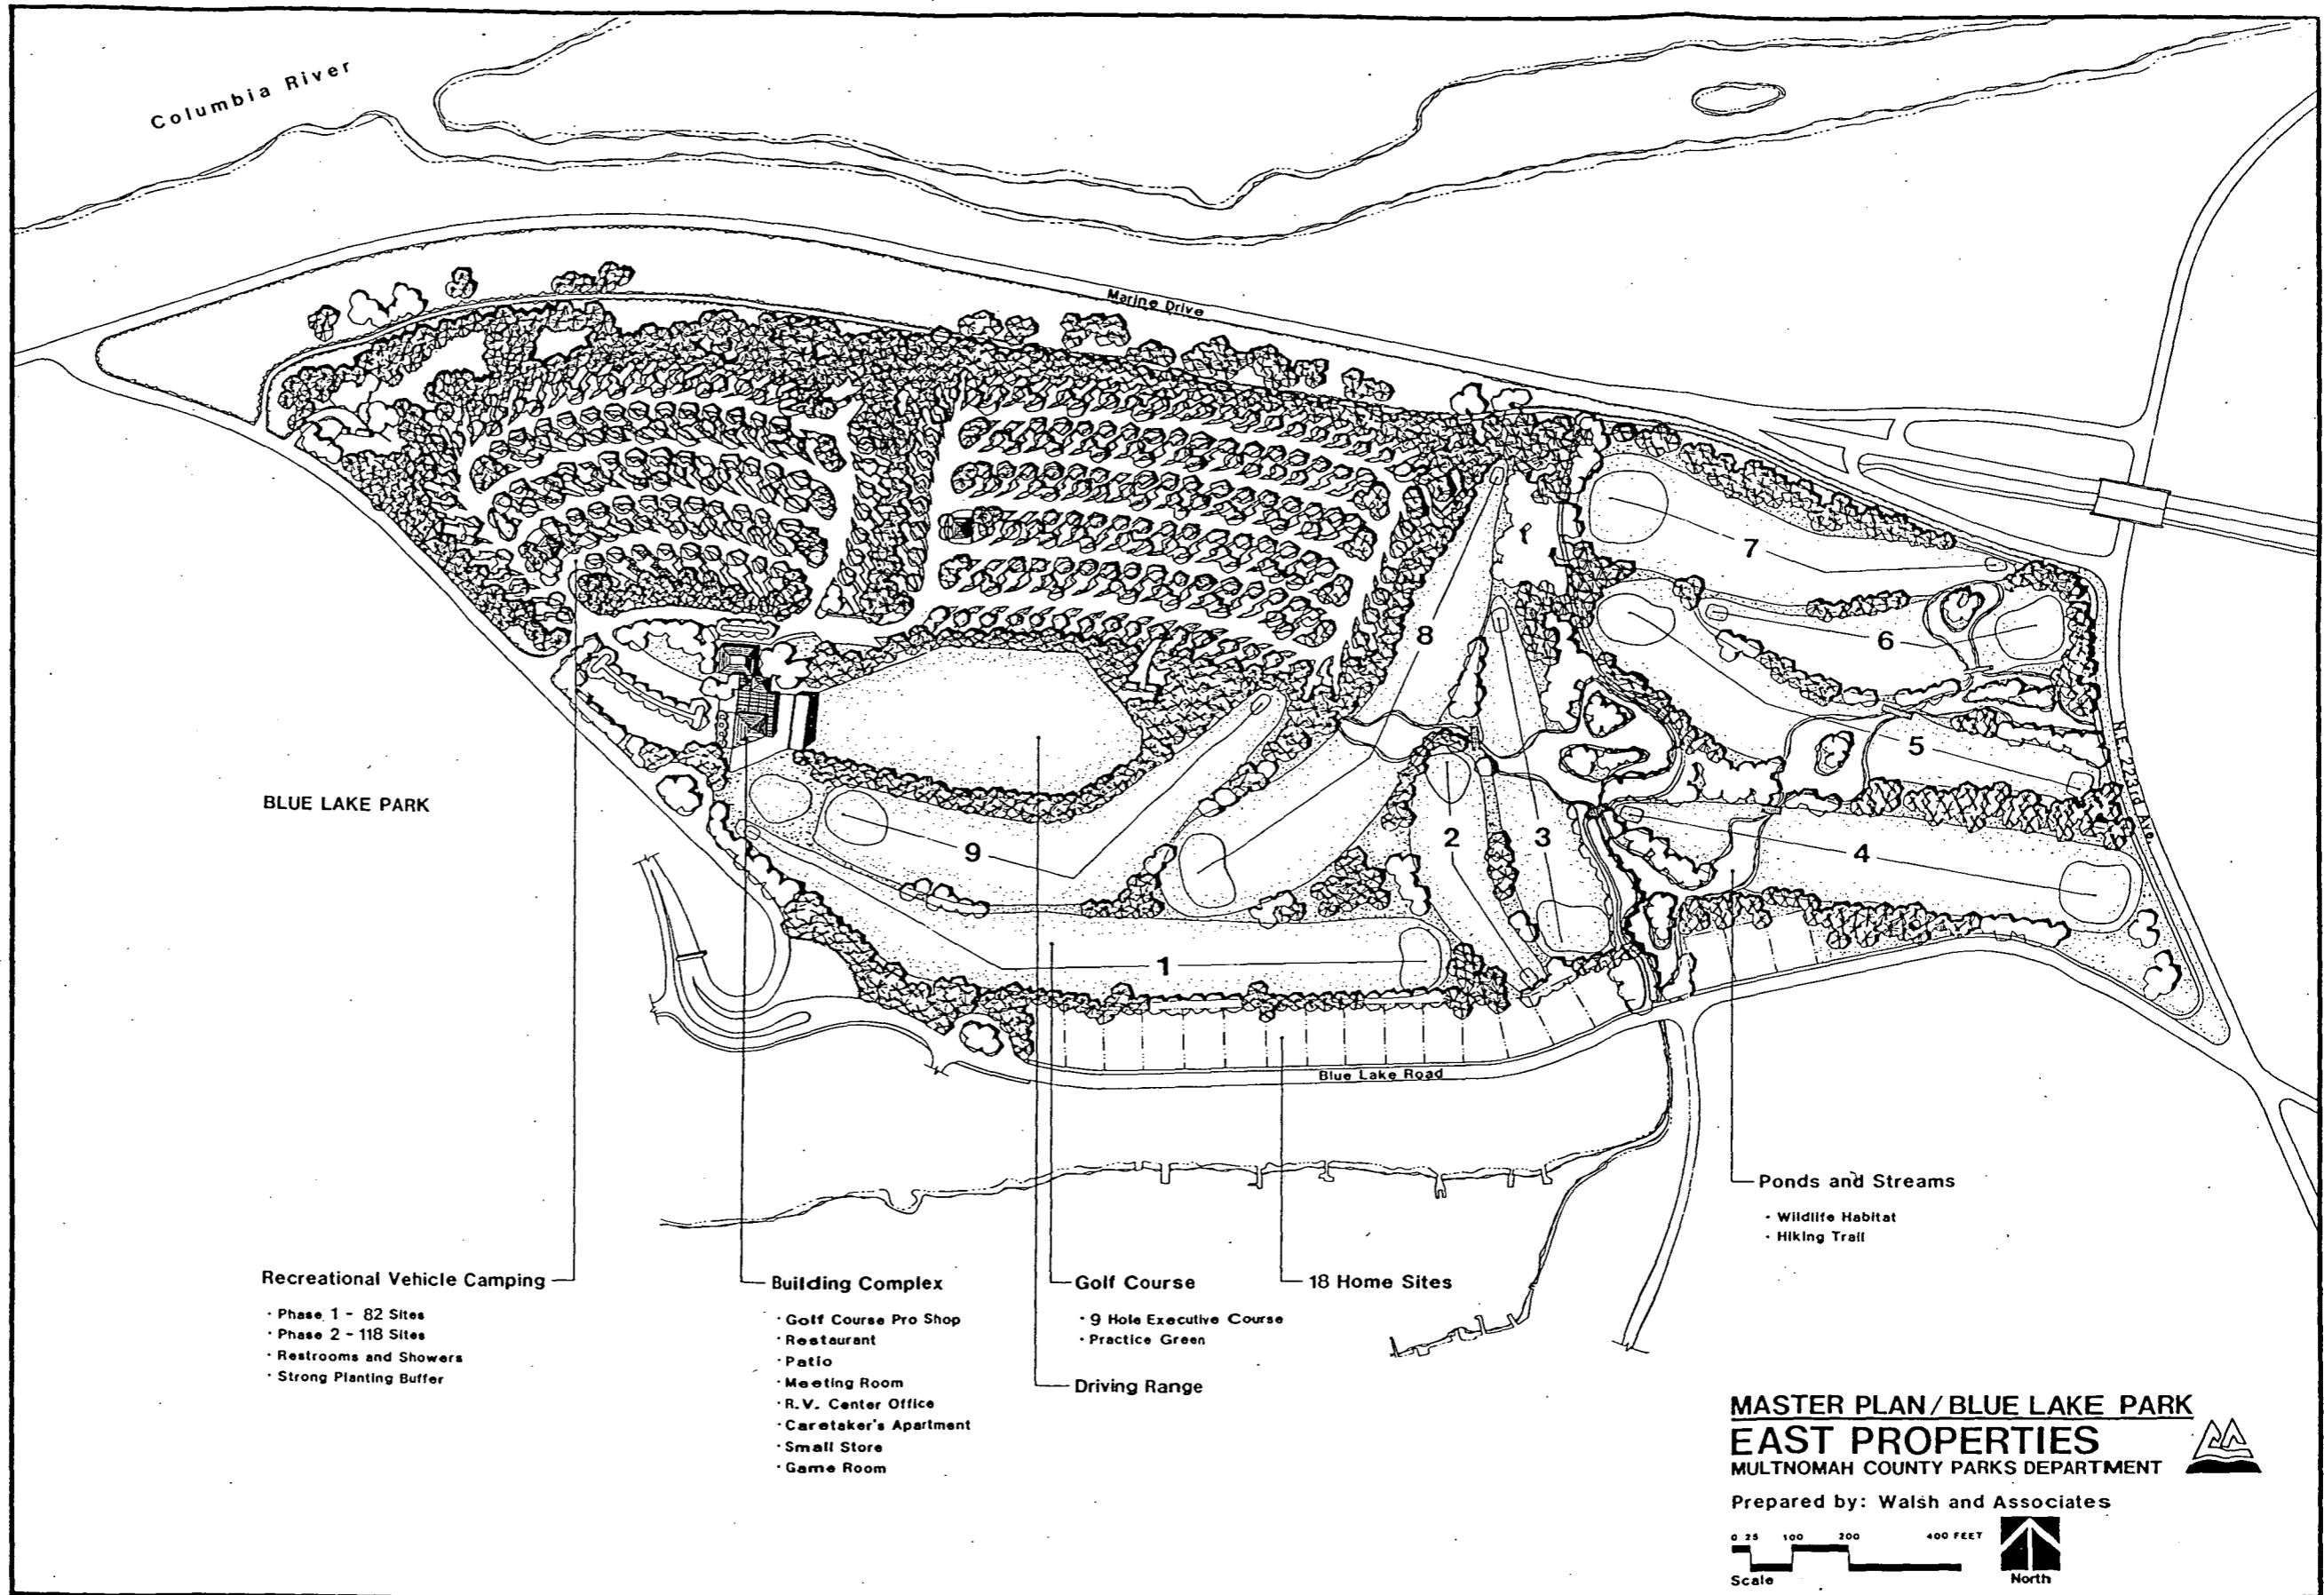 Columbia River
Marine Drive
7
8
6
NE 223rd Ave.
5
BLUE LAKE PARK
9
2
3
4
1
Blue Lake Road
Ponds and Streams
• Wildlife Habitat
• Hiking Trail
Recreational Vehicle Camping
• Phase 1 - 82 Sites
• Phase 2 - 118 Sites
• Restrooms and Showers
• Strong Planting Buffer
Building Complex
• Golf Course Pro Shop
• Restaurant
• Patio
• Meeting Room
• R.V. Center Office
• Caretaker's Apartment
• Small Store
• Game Room
Golf Course
• 9 Hole Executive Course
• Practice Green
Driving Range
18 Home Sites
MASTER PLAN/BLUE LAKE PARK
EAST PROPERTIES
MULTNOMAH COUNTY PARKS DEPARTMENT
Prepared by: Walsh and Associates
0 25 100 200 400 FEET
Scale
North